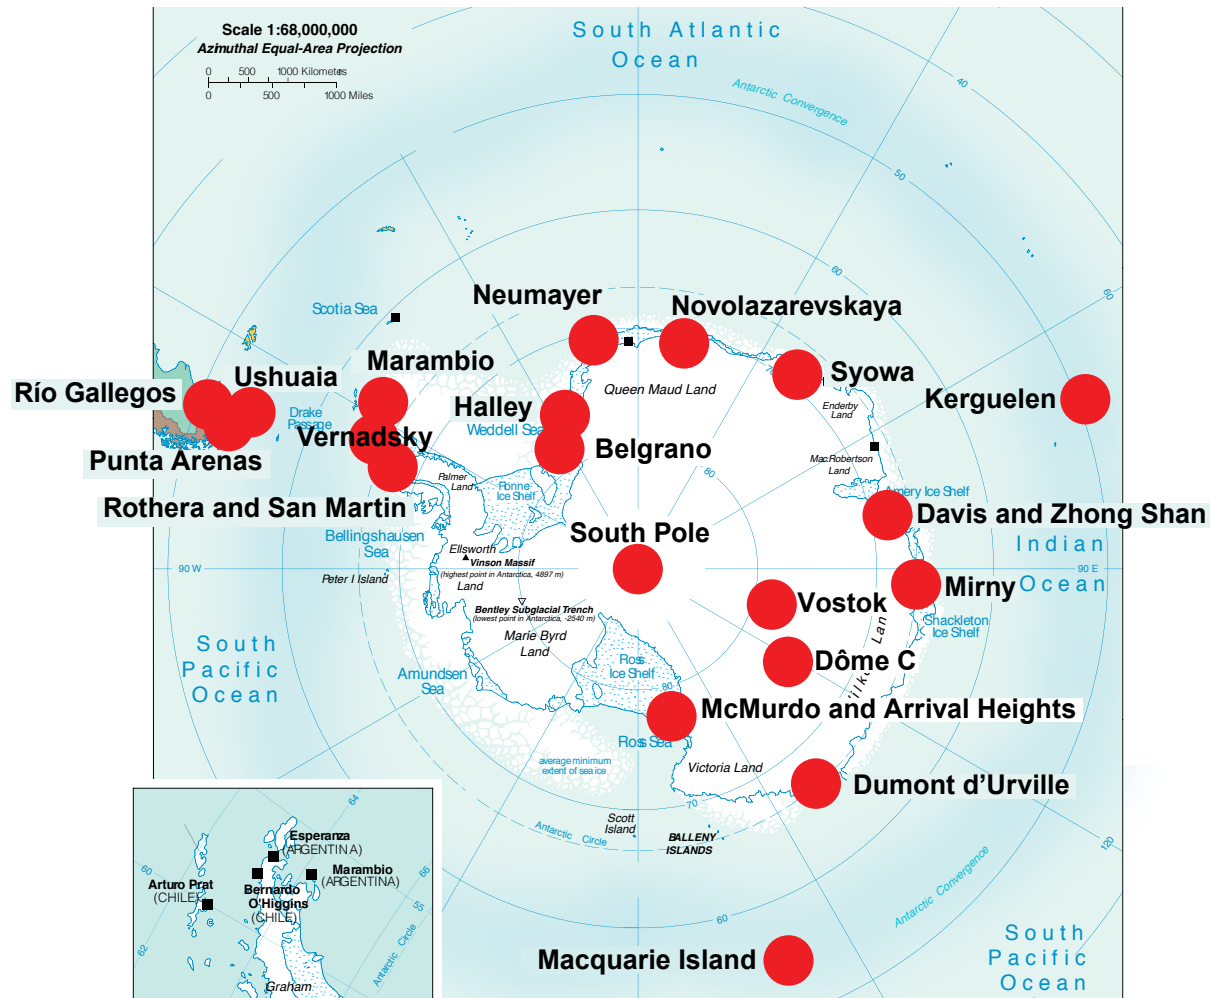 Scale 1:68,000,000
Azimuthal Equal-Area Projection
0 500 1000 Kilometers
0 500 1000 Miles
South Atlantic
Ocean
Antarctic Convergence
40
50
60
60
Scotia Sea
Neumayer
Novolazarevskaya
Marambio
Ushuaia
Río Gallegos
Syowa
Queen Maud Land
Kerguelen
Enderby
Land
Halley
Drake
Passage
Weddell Sea
Vernadsky
Belgrano
Punta Arenas
Mac.Robertson
Land
80
Palmer
Land
Ronne
Ice Shelf
Amery Ice Shelf
Rothera and San Martin
Davis and Zhong Shan
South Pole
Bellingshausen
Sea
Indian
Ocean
Ellsworth
Land
Vinson Massif
(highest point in Antarctica, 4897 m)
90 W
90 E
Peter I Island
Mirny
Vostok
Bentley Subglacial Trench
(lowest point in Antarctica, -2540 m)
Shackleton
Ice Shelf
Marie Byrd
Land
South
Pacific
Ocean
Ross
Ice Shelf
Dôme C
Amundsen
Sea
80
McMurdo and Arrival Heights
Ross Sea
average minimum
extent of sea ice
Victoria Land
Dumont d’Urville
70
Scott
Island
Antarctic Circle
BALLENY
ISLANDS
120
Antarctic Convergence
60
Macquarie Island
South
Pacific
Ocean
64
Esperanza
(ARGENTINA)
60
Marambio
(ARGENTINA)
66
Arturo Prat
(CHILE)
Bernardo
O'Higgins
(CHILE)
55
62
Antarctic Circle
Graham